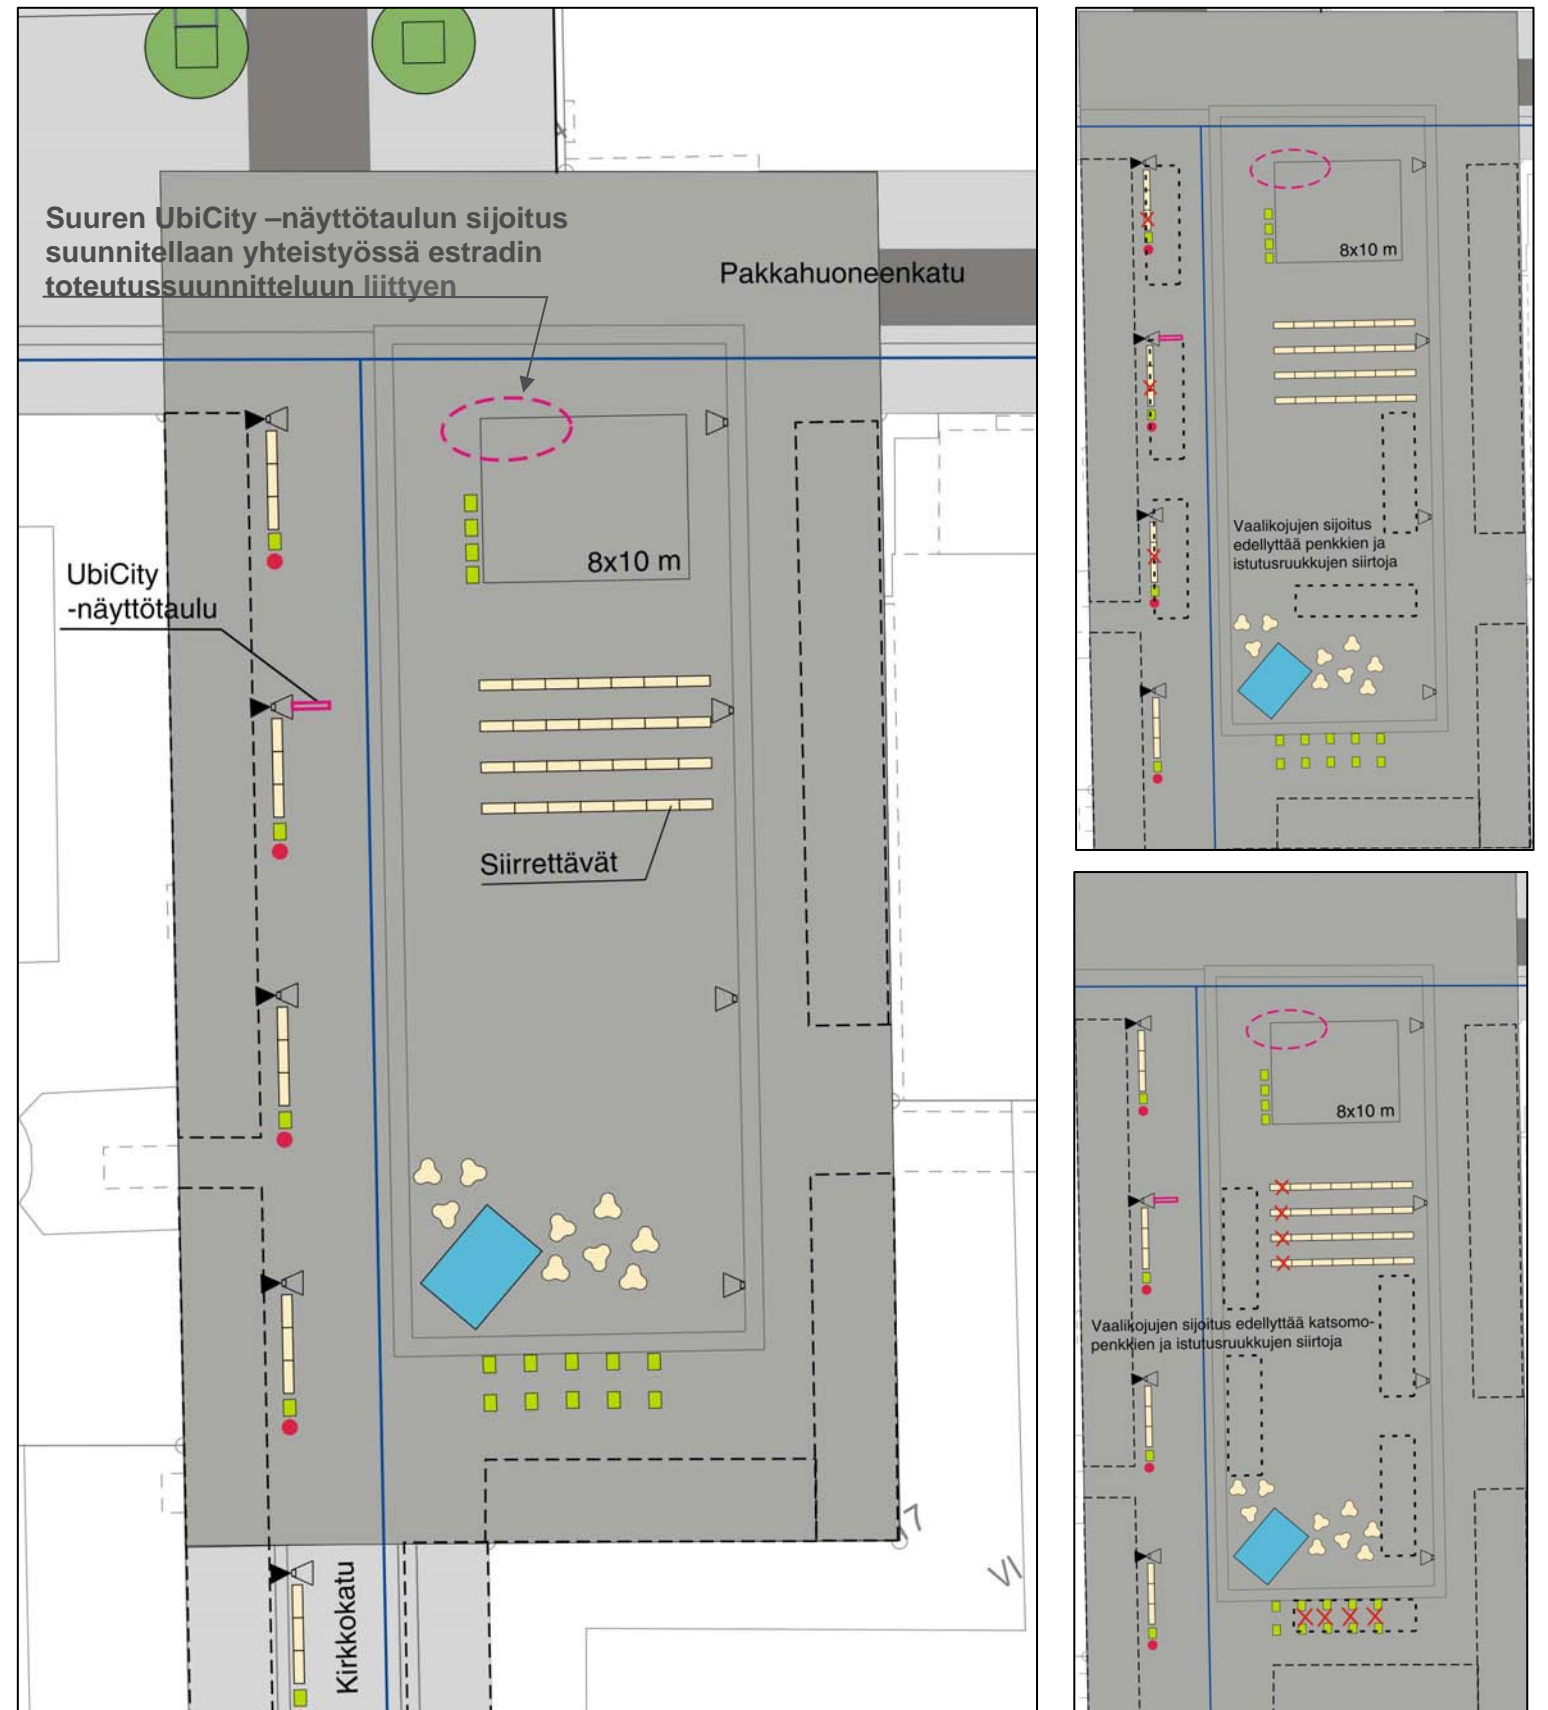 Suuren UbiCity –näyttötaulun sijoitus
suunnitellaan yhteistyössä estradin
toteutussuunnitteluun liittyen
Pakkahuoneenkatu
8x10 m
UbiCity
-näyttötaulu
Siirrettävät
Kirkkokatu
VI
8x10 m
Vaalikojujen sijoitus
edellyttää penkkien ja
istutusruukkujen siirtoja
8x10 m
Vaalikojujen sijoitus edellyttää katsomo-
penkkien ja istutusruukkujen siirtoja